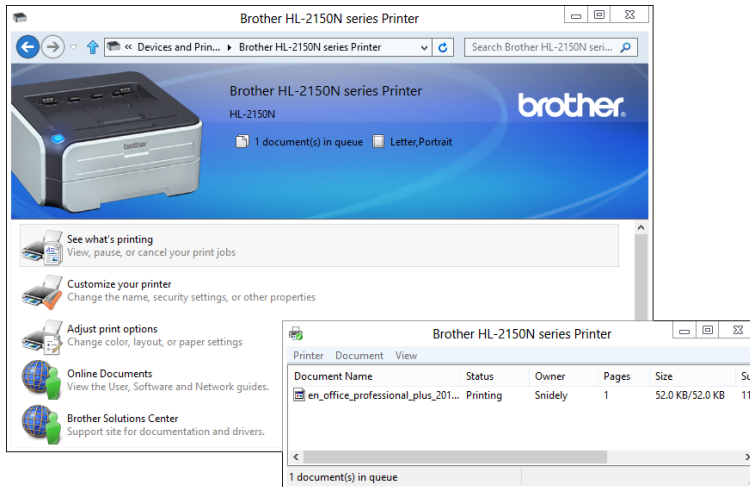 Brother HL-2150N series Printer
« Devices and Prin... Brother HL-2150N series Printer Search Brother HL-2150N seri...
Brother HL-2150N series Printer
HL-2150N
brother
1 document(s) in queue Letter,Portrait
brother
See what's printing
View, pause, or cancel your print jobs
Customize your printer
Change the name, security settings, or other properties
Adjust print options
Change color, layout, or paper settings
Online Documents
View the User, Software and Network guides.
Brother Solutions Center
Support site for documentation and drivers.
Brother HL-2150N series Printer
Printer Document View
Document Name Status Owner Pages Size Su
en_office_professional_plus_201... Printing Snidely 1 52.0 KB/52.0 KB 11
1 document(s) in queue